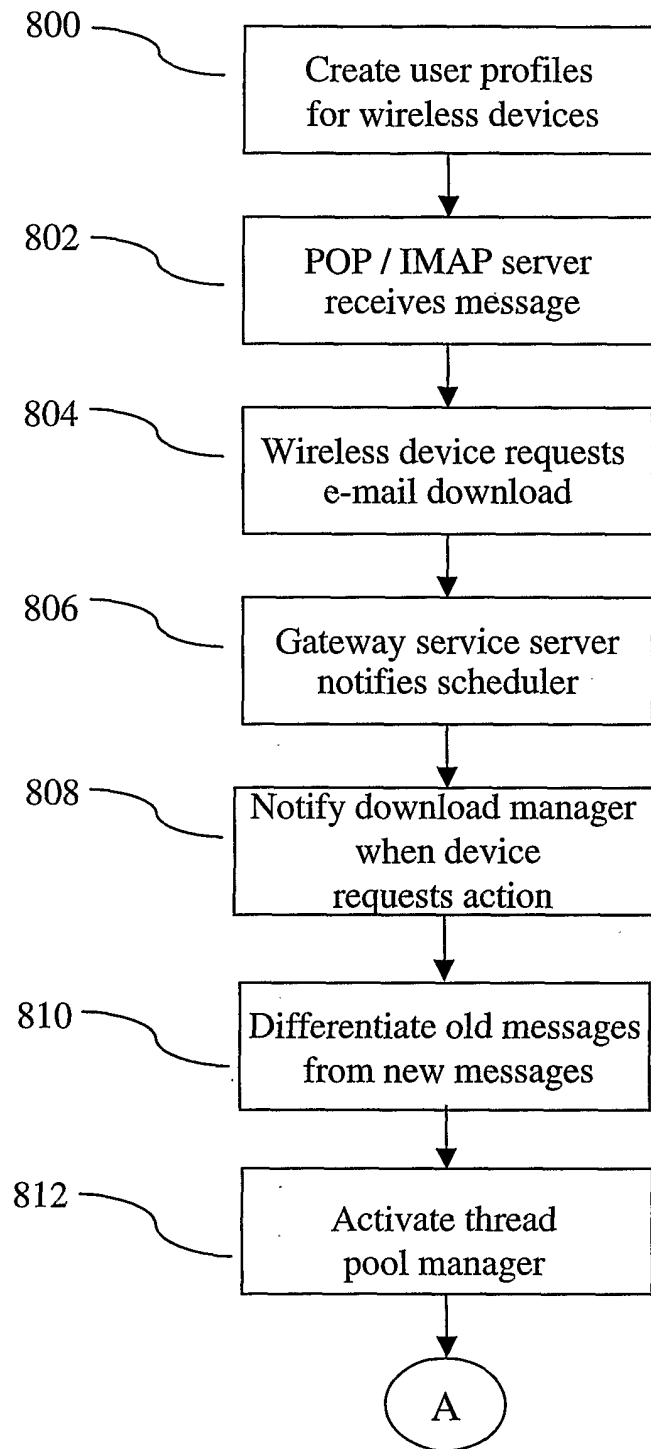 800
Create user profiles
for wireless devices
802
POP / IMAP server
receives message
804
Wireless device requests
e-mail download
806
Gateway service server
notifies scheduler
808
Notify download manager
when device
requests action
810
Differentiate old messages
from new messages
812
Activate thread
pool manager
A